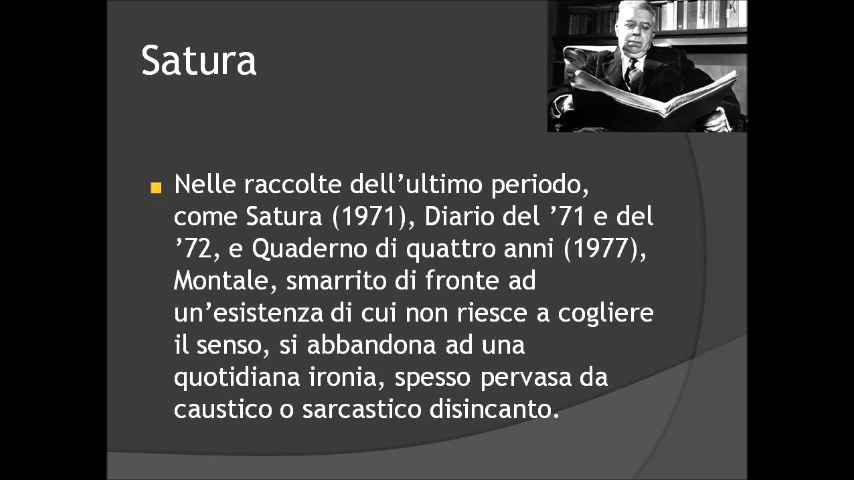 Satura
Nelle raccolte dell’ultimo periodo,
come Satura (1971), Diario del ’71 e del
’72, e Quaderno di quattro anni (1977),
Montale, smarrito di fronte ad
un’esistenza di cui non riesce a cogliere
il senso, si abbandona ad una
quotidiana ironia, spesso pervasa da
caustico o sarcastico disincanto.